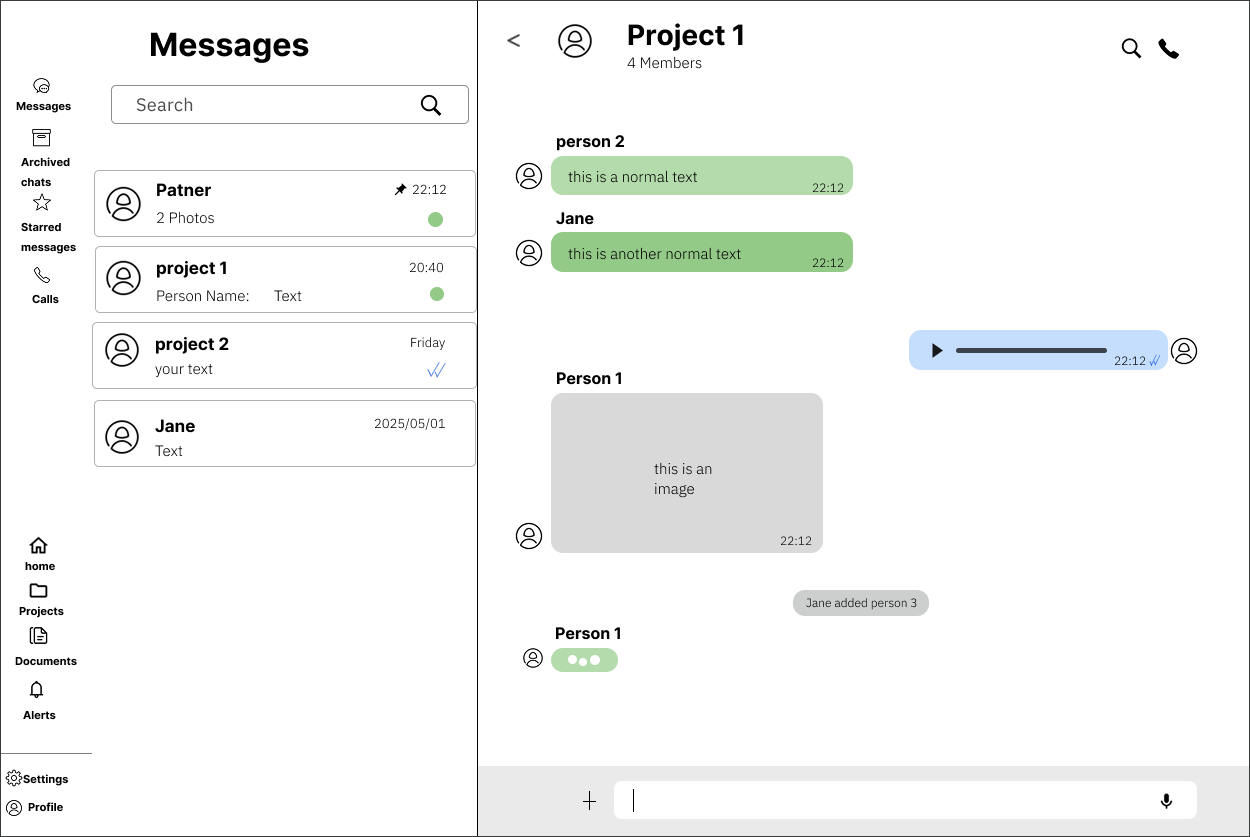 Messages
Archived
chats
Starred
messages
Calls
home
Projects
Documents
Alerts
Settings
Profile
Messages
Search
Patner
22:12
2 Photos
project 1
20:40
Person Name: Text
project 2
Friday
your text
Jane
2025/05/01
Text
<
Project 1
4 Members
person 2
this is a normal text
22:12
Jane
this is another normal text
22:12
22:12
Person 1
this is an
image
22:12
Jane added person 3
Person 1